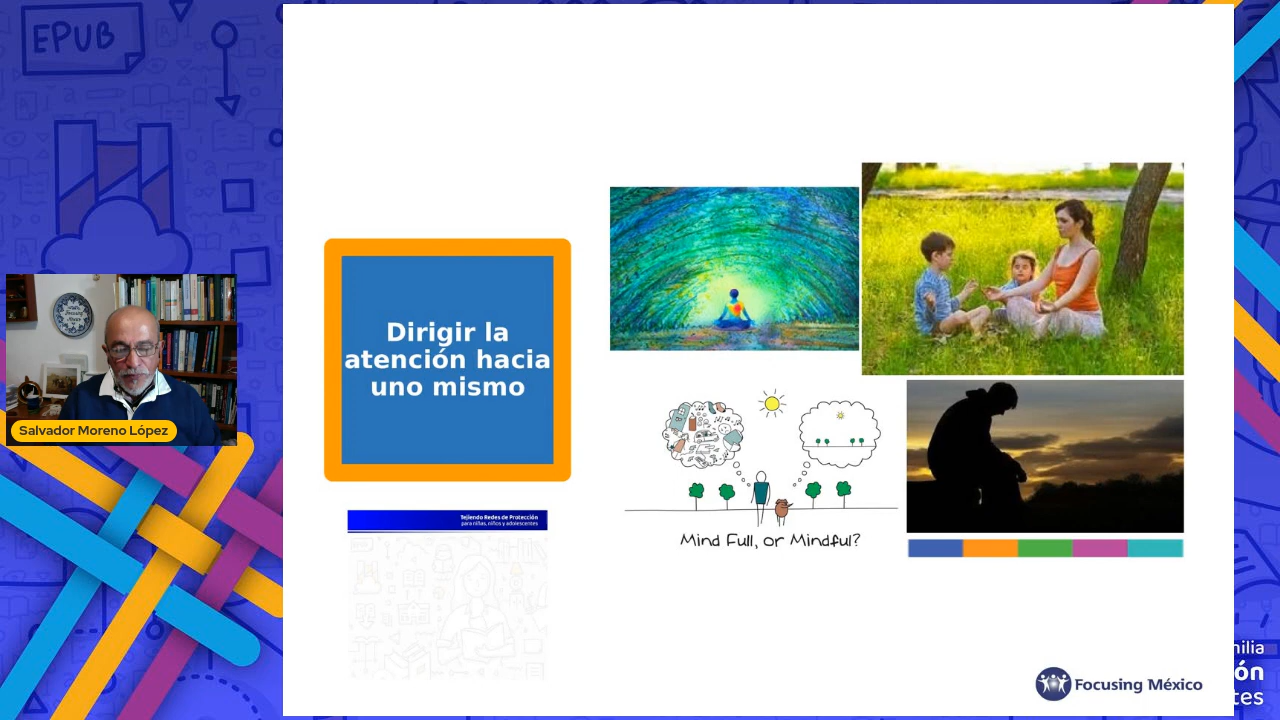 EPUB
Salvador Moreno López
Dirigir la
atención hacia
uno mismo
Tejiendo Redes de Protección
para niñas, niños y adolescentes
Mind Full, or Mindful?
Focusing México
milia
ón
tes